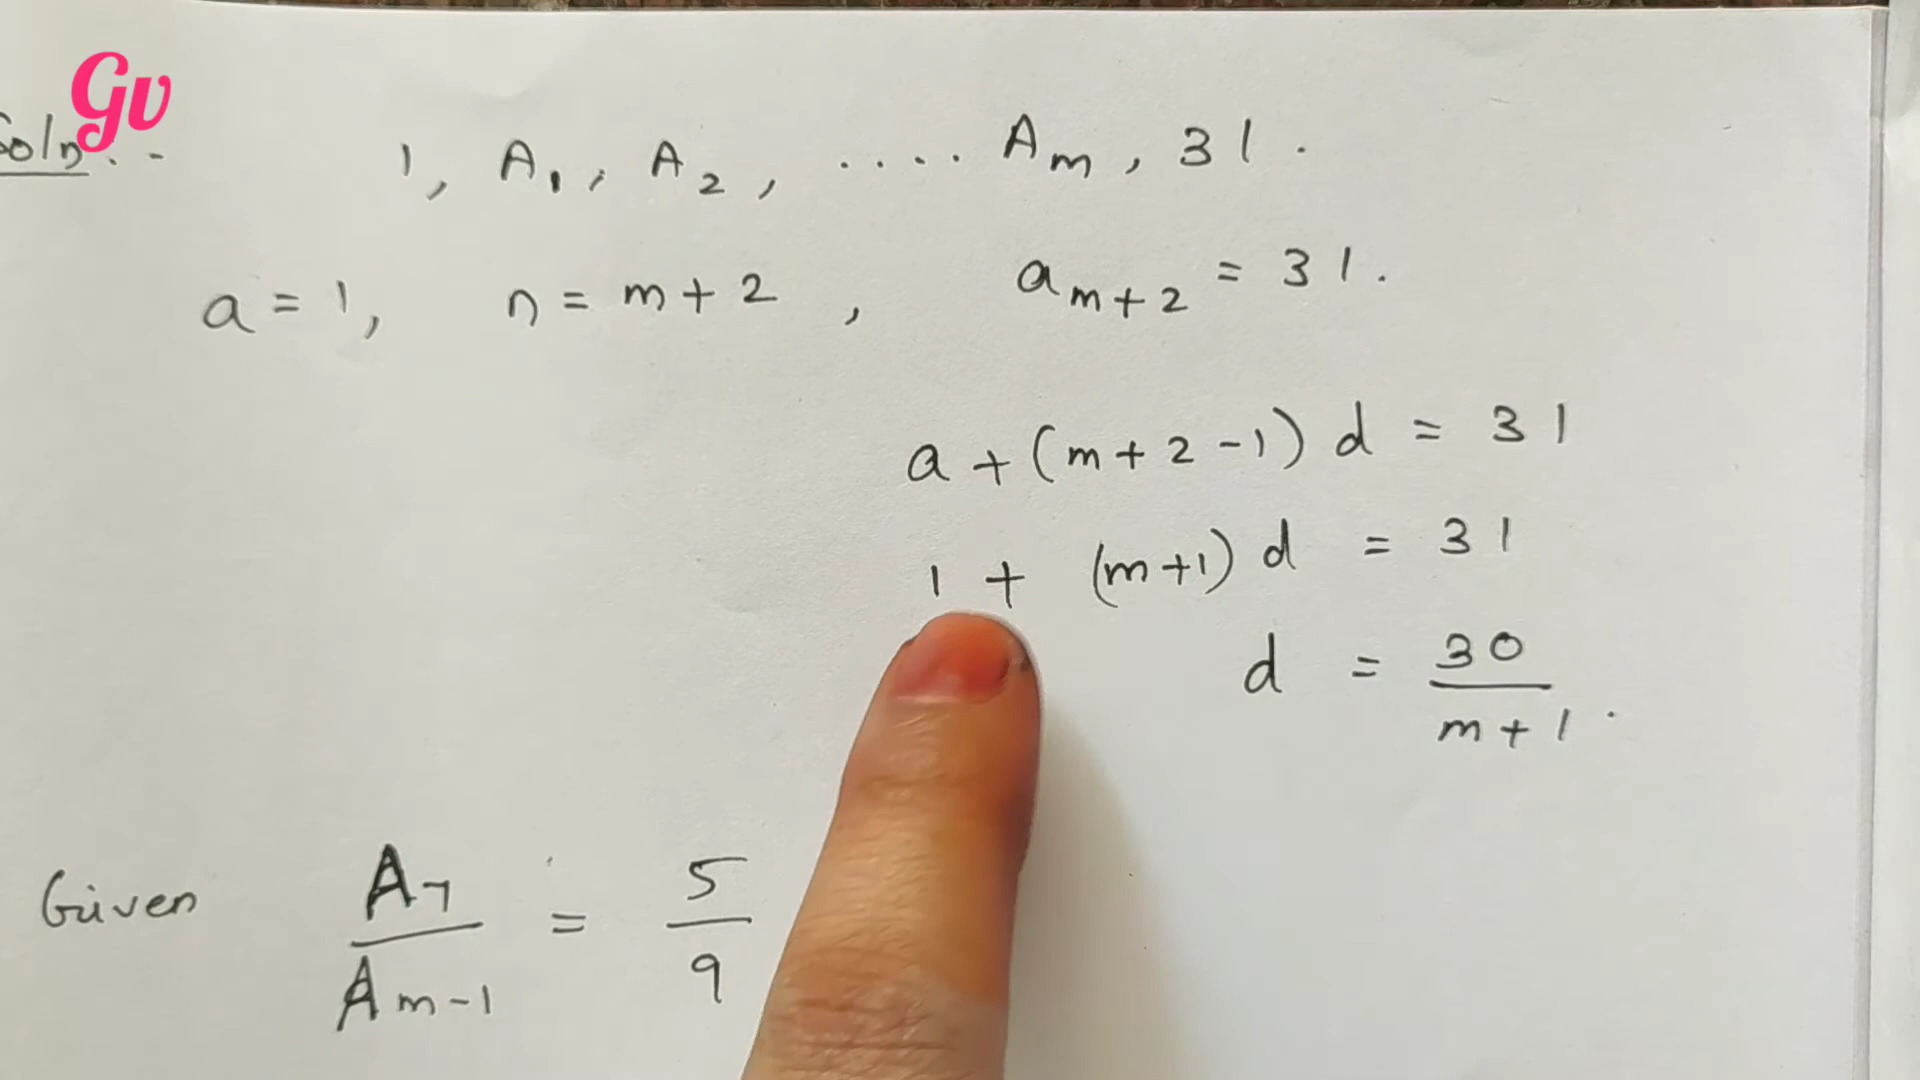 Gv
Soln:-
1, A₁, A₂, .... Aₘ, 31.
a = 1, n = m + 2, aₘ₊₂ = 31.
a + (m + 2 - 1) d = 31
1 + (m+1) d = 31
d = 30/(m + 1).
Given A₇/Aₘ₋₁ = 5/9